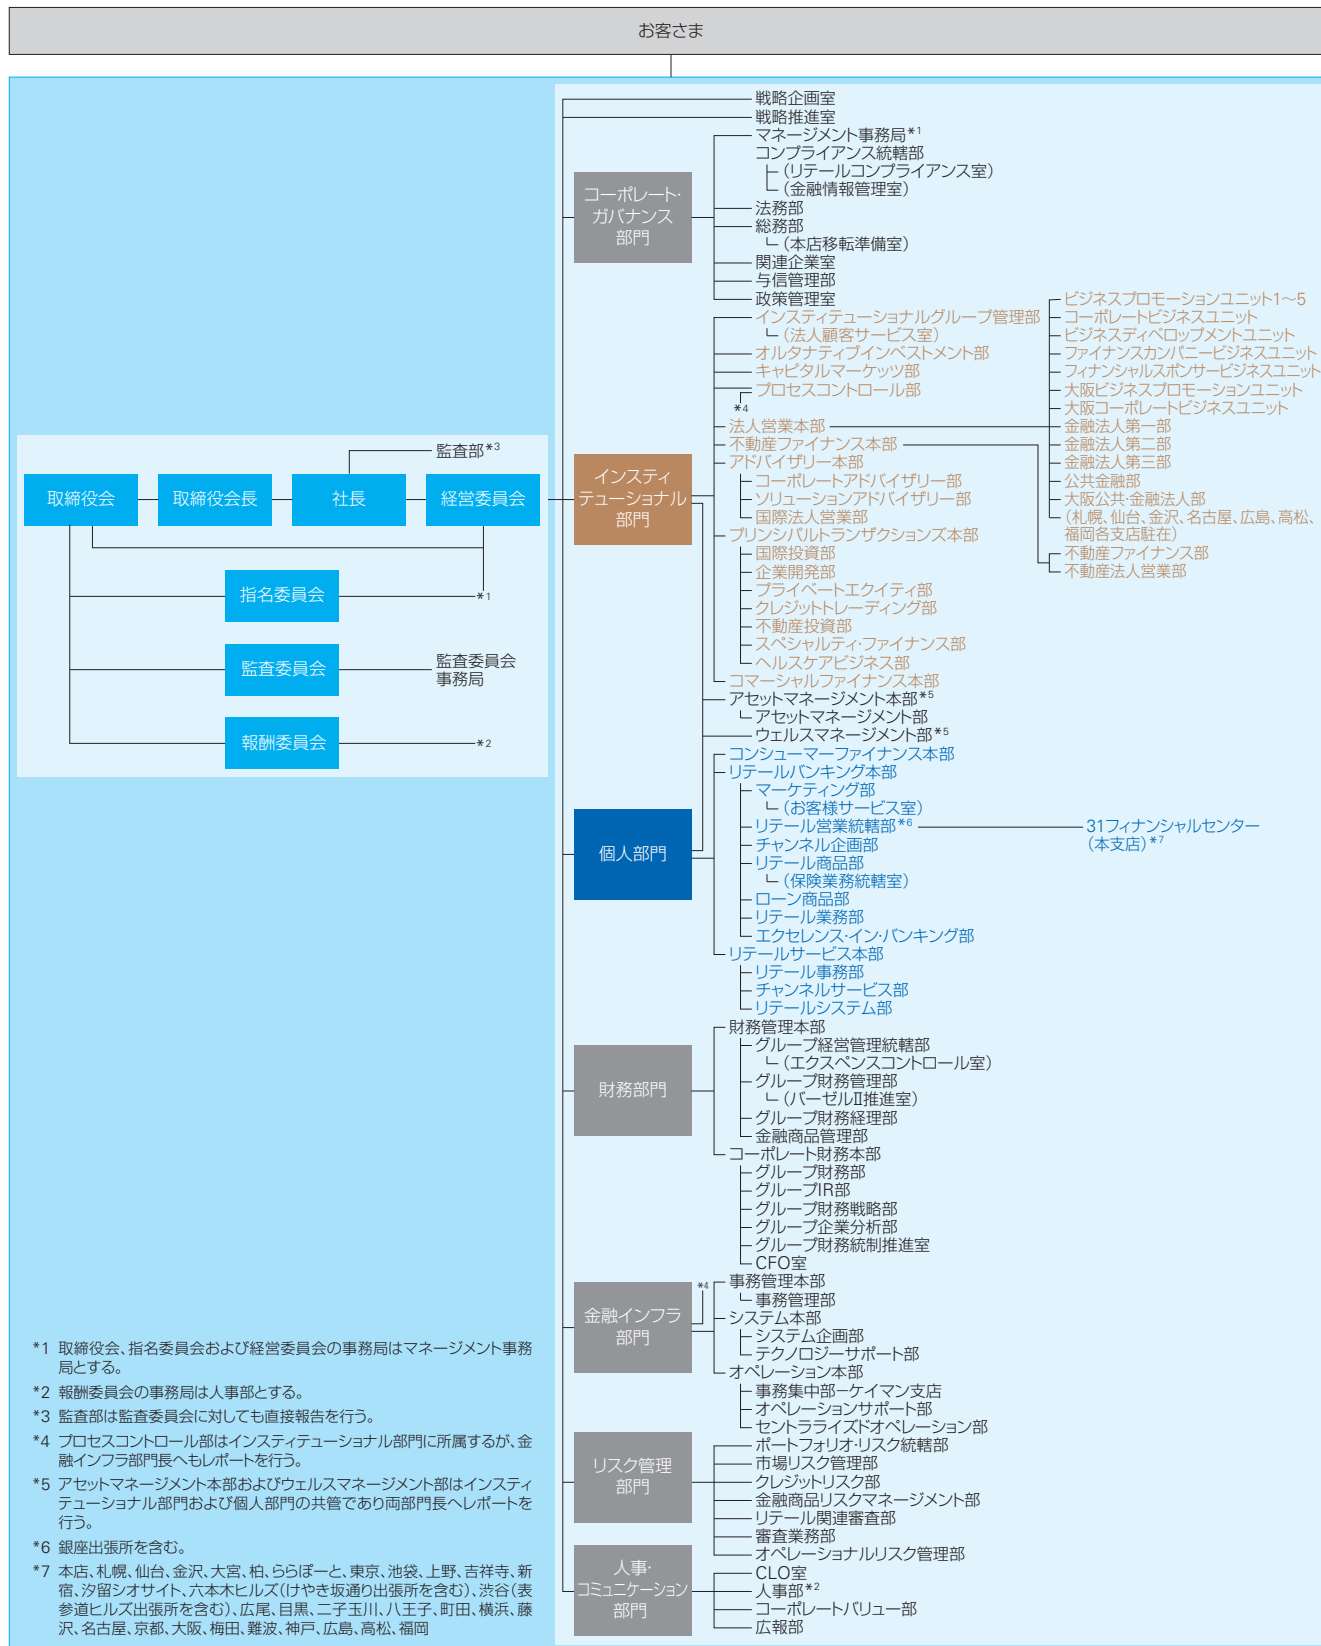 お客さま
戦略企画室
戦略推進室
コーポレート・
ガバナンス
部門
マネージメント事務局*1
コンプライアンス統轄部
（リテールコンプライアンス室）
（金融情報管理室）
法務部
総務部
（本店移転準備室）
関連企業室
与信管理部
政策管理室
インスティ
テューショナル
部門
インスティテューショナルグループ管理部
（法人顧客サービス室）
オルタナティブインベストメント部
キャピタルマーケッツ部
プロセスコントロール部
*4
法人営業本部
不動産ファイナンス本部
アドバイザリー本部
コーポレートアドバイザリー部
ソリューションアドバイザリー部
国際法人営業部
プリンシパルトランザクションズ本部
国際投資部
企業開発部
プライベートエクイティ部
クレジットトレーディング部
不動産投資部
スペシャルティ・ファイナンス部
ヘルスケアビジネス部
コマーシャルファイナンス本部
ビジネスプロモーションユニット1～5
コーポレートビジネスユニット
ビジネスディベロップメントユニット
ファイナンスカンパニービジネスユニット
フィナンシャルスポンサービジネスユニット
大阪ビジネスプロモーションユニット
大阪コーポレートビジネスユニット
金融法人第一部
金融法人第二部
金融法人第三部
公共金融部
大阪公共・金融法人部
（札幌、仙台、金沢、名古屋、広島、高松、
福岡各支店駐在）
不動産ファイナンス部
不動産法人営業部
監査部*3
取締役会
取締役会長
社長
経営委員会
指名委員会
*1
監査委員会
監査委員会
事務局
報酬委員会
*2
アセットマネージメント本部*5
アセットマネージメント部
ウェルスマネージメント部*5
個人部門
コンシューマーファイナンス本部
リテールバンキング本部
マーケティング部
（お客様サービス室）
リテール営業統轄部*6
31フィナンシャルセンター
（本支店）*7
チャンネル企画部
リテール商品部
（保険業務統轄室）
ローン商品部
リテール業務部
エクセレンス・イン・バンキング部
リテールサービス本部
リテール事務部
チャンネルサービス部
リテールシステム部
財務部門
財務管理本部
グループ経営管理統轄部
（エクスペンスコントロール室）
グループ財務管理部
（バーゼルII推進室）
グループ財務経理部
金融商品管理部
コーポレート財務本部
グループ財務部
グループIR部
グループ財務戦略部
グループ企業分析部
グループ財務統制推進室
CFO室
金融インフラ
部門
*4
事務管理本部
事務管理部
システム本部
システム企画部
テクノロジーサポート部
オペレーション本部
事務集中部ーケイマン支店
オペレーションサポート部
セントラライズドオペレーション部
リスク管理
部門
ポートフォリオ・リスク統轄部
市場リスク管理部
クレジットリスク部
金融商品リスクマネージメント部
リテール関連審査部
審査業務部
オペレーショナルリスク管理部
人事・
コミュニケーション
部門
CLO室
人事部*2
コーポレートバリュー部
広報部
*1 取締役会、指名委員会および経営委員会の事務局はマネージメント事務
局とする。
*2 報酬委員会の事務局は人事部とする。
*3 監査部は監査委員会に対しても直接報告を行う。
*4 プロセスコントロール部はインスティテューショナル部門に所属するが、金
融インフラ部門長へもレポートを行う。
*5 アセットマネージメント本部およびウェルスマネージメント部はインスティ
テューショナル部門および個人部門の共管であり両部門長へレポートを
行う。
*6 銀座出張所を含む。
*7 本店、札幌、仙台、金沢、大宮、柏、ららぽーと、東京、池袋、上野、吉祥寺、新
宿、汐留シオサイト、六本木ヒルズ（けやき坂通り出張所を含む）、渋谷（表
参道ヒルズ出張所を含む）、広尾、目黒、二子玉川、八王子、町田、横浜、藤
沢、名古屋、京都、大阪、梅田、難波、神戸、広島、高松、福岡